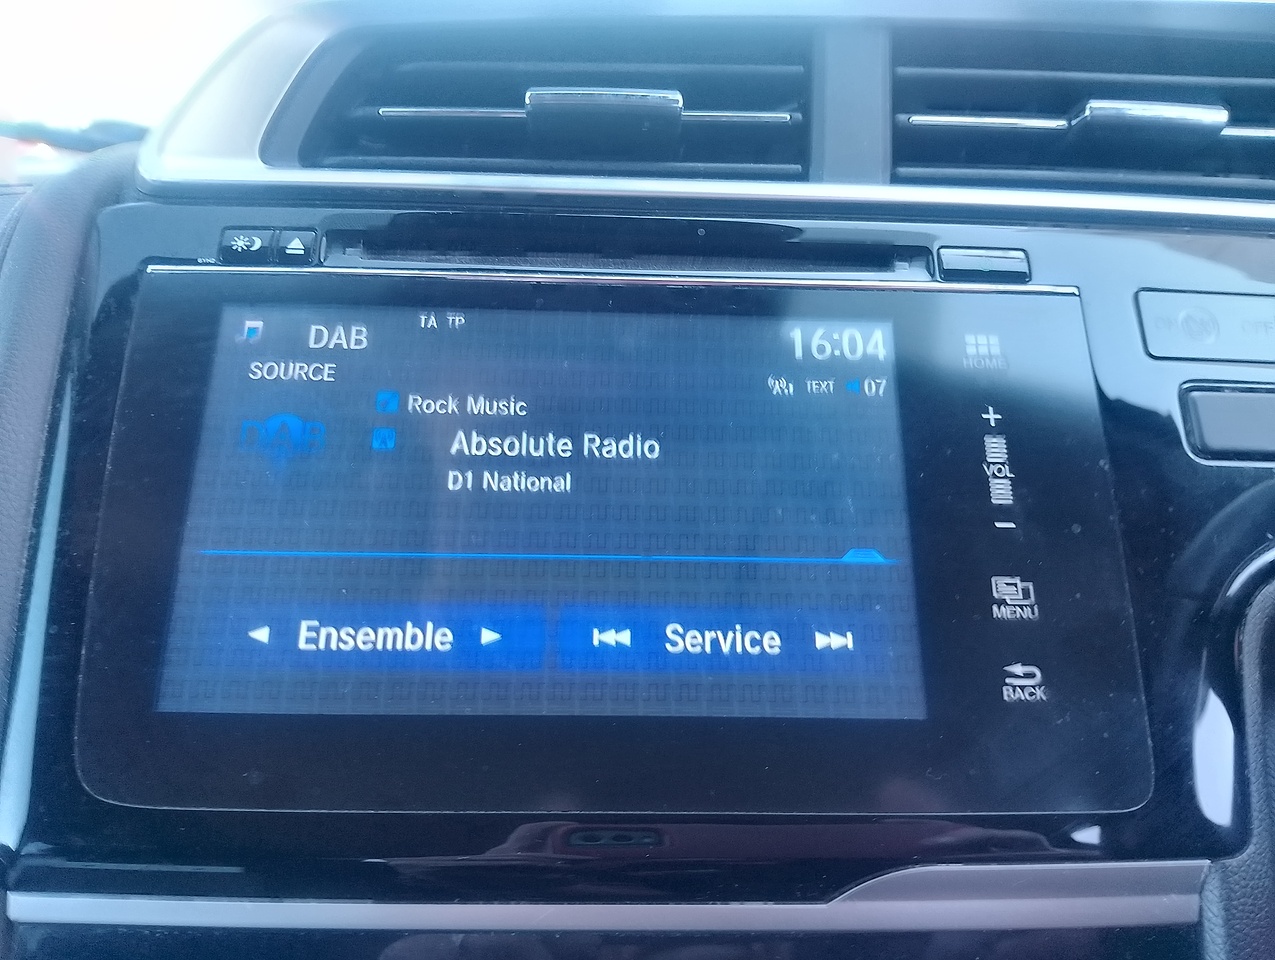 DAB
TA TP
16:04
SOURCE
TEXT 07
Rock Music
Absolute Radio
D1 National
Ensemble
Service
HOME
+
VOL
–
MENU
BACK